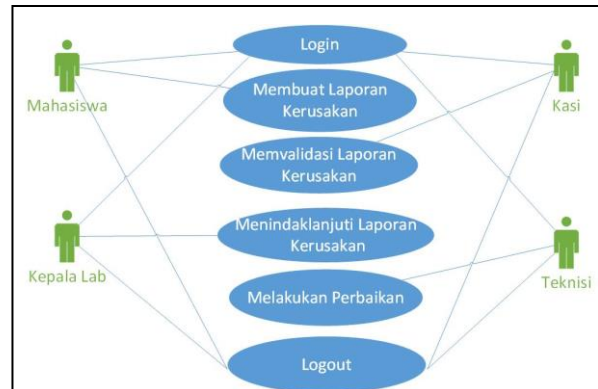 Login
Mahasiswa
Membuat Laporan
Kerusakan
Kasi
Memvalidasi Laporan
Kerusakan
Menindaklanjuti Laporan
Kerusakan
Kepala Lab
Melakukan Perbaikan
Teknisi
Logout